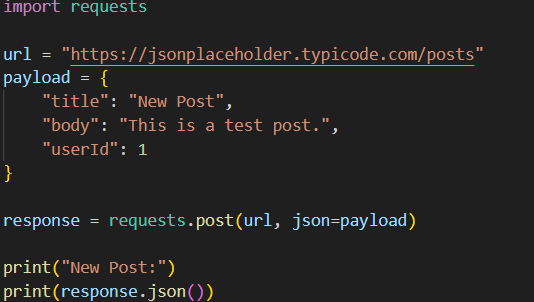 import requests

url = "https://jsonplaceholder.typicode.com/posts"
payload = {
    "title": "New Post",
    "body": "This is a test post.",
    "userId": 1
}

response = requests.post(url, json=payload)

print("New Post:")
print(response.json())